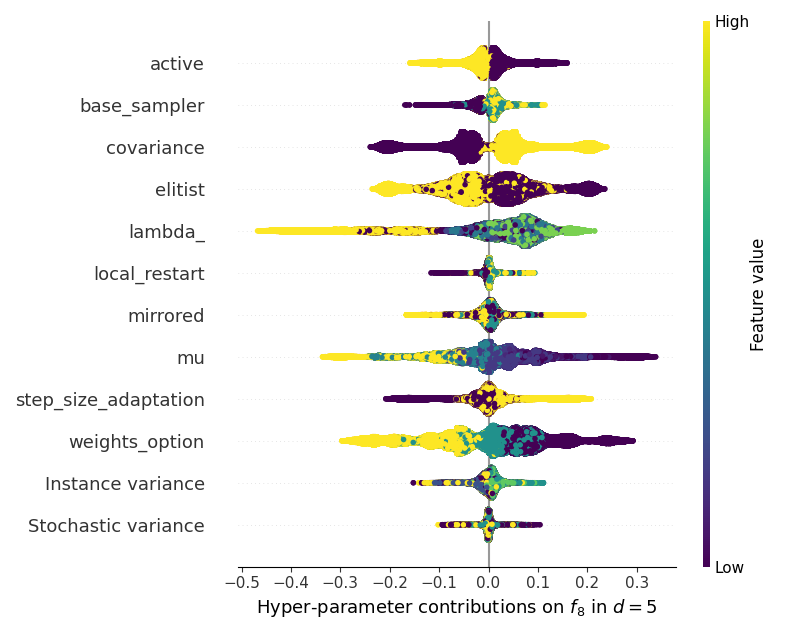 High
active
base_sampler
covariance
elitist
lambda_
local_restart
mirrored
mu
step_size_adaptation
weights_option
Instance variance
Stochastic variance
Feature value
Low
−0.5 −0.4 −0.3 −0.2 −0.1 0.0 0.1 0.2 0.3
Hyper-parameter contributions on f₈ in d = 5